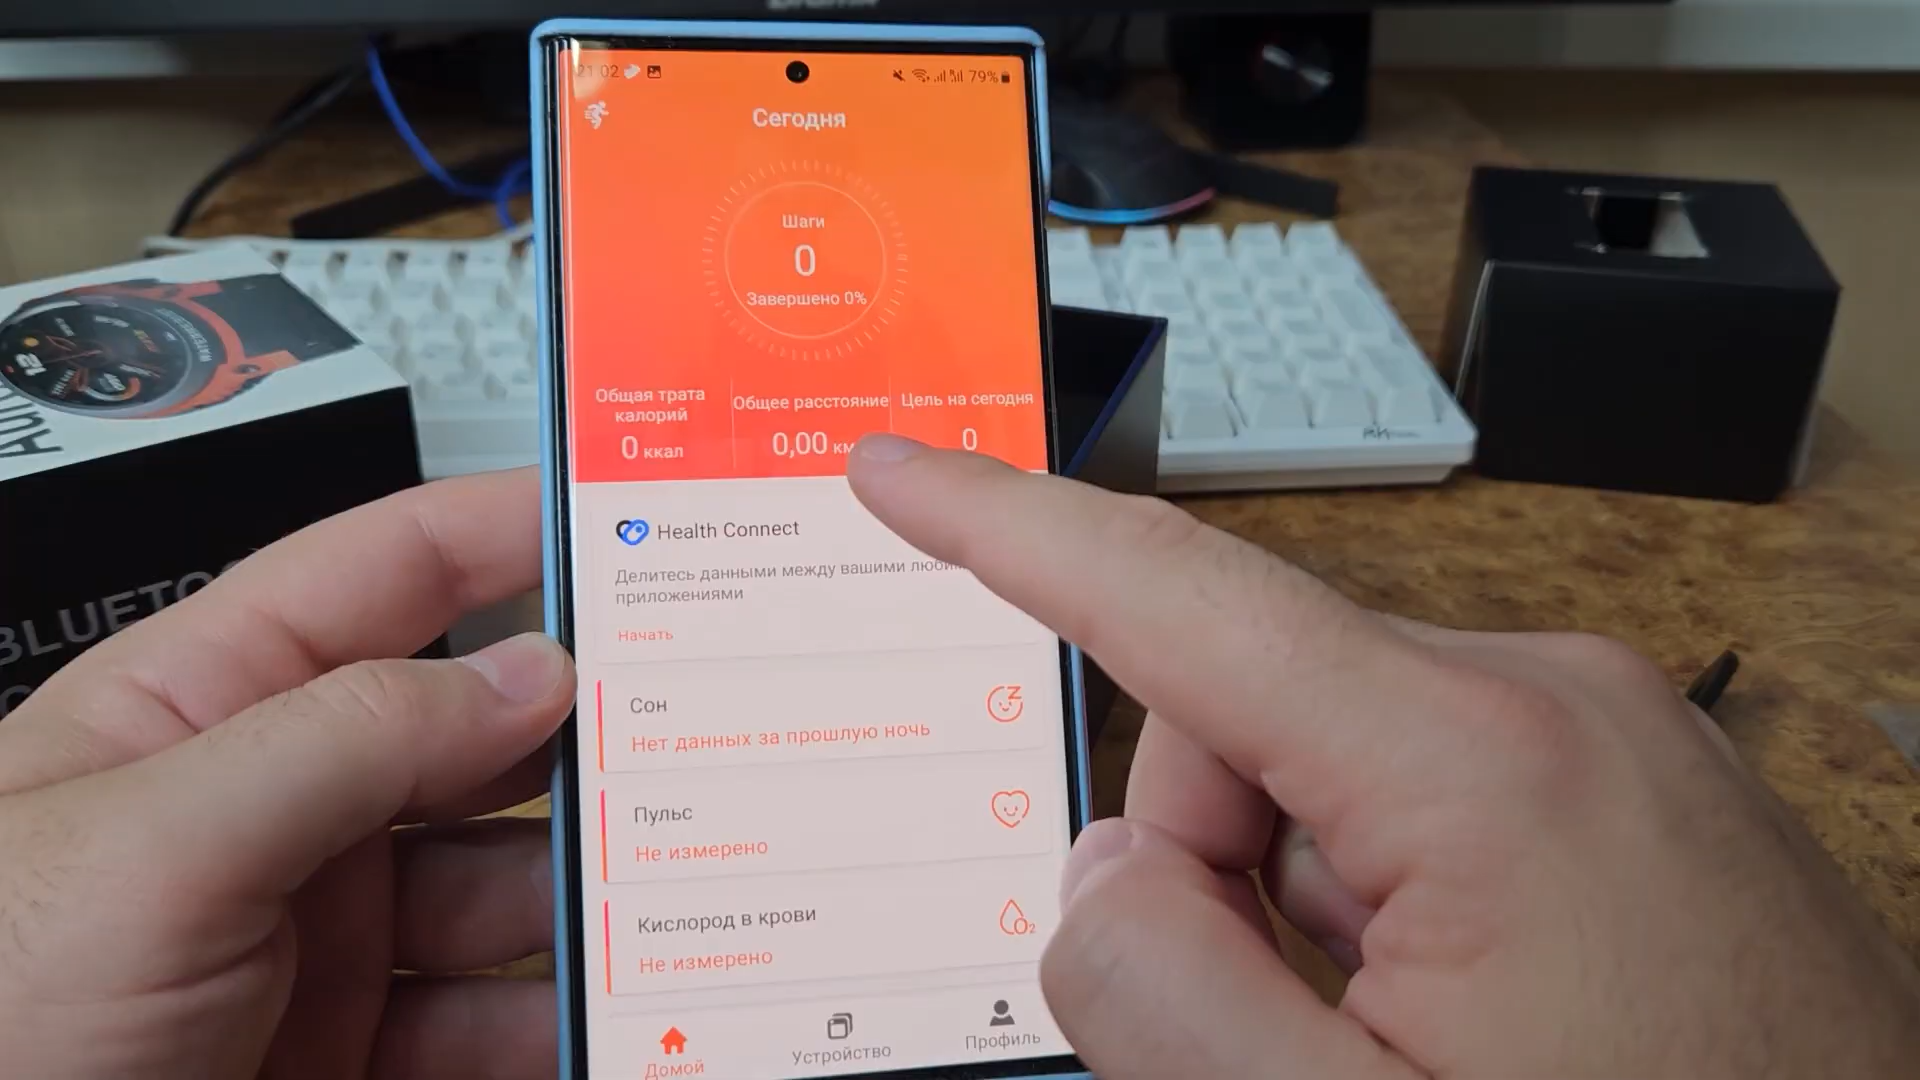 21 02
79%
Сегодня
Шаги
0
Завершено 0%
Общая трата
калорий
0 ккал
Общее расстояние
0,00 км
Цель на сегодня
0
Health Connect
Делитесь данными между вашими
приложениями
Начать
Сон
Нет данных за прошлую ночь
Пульс
Не измерено
Кислород в крови
Не измерено
Домой
Устройство
Профиль
12